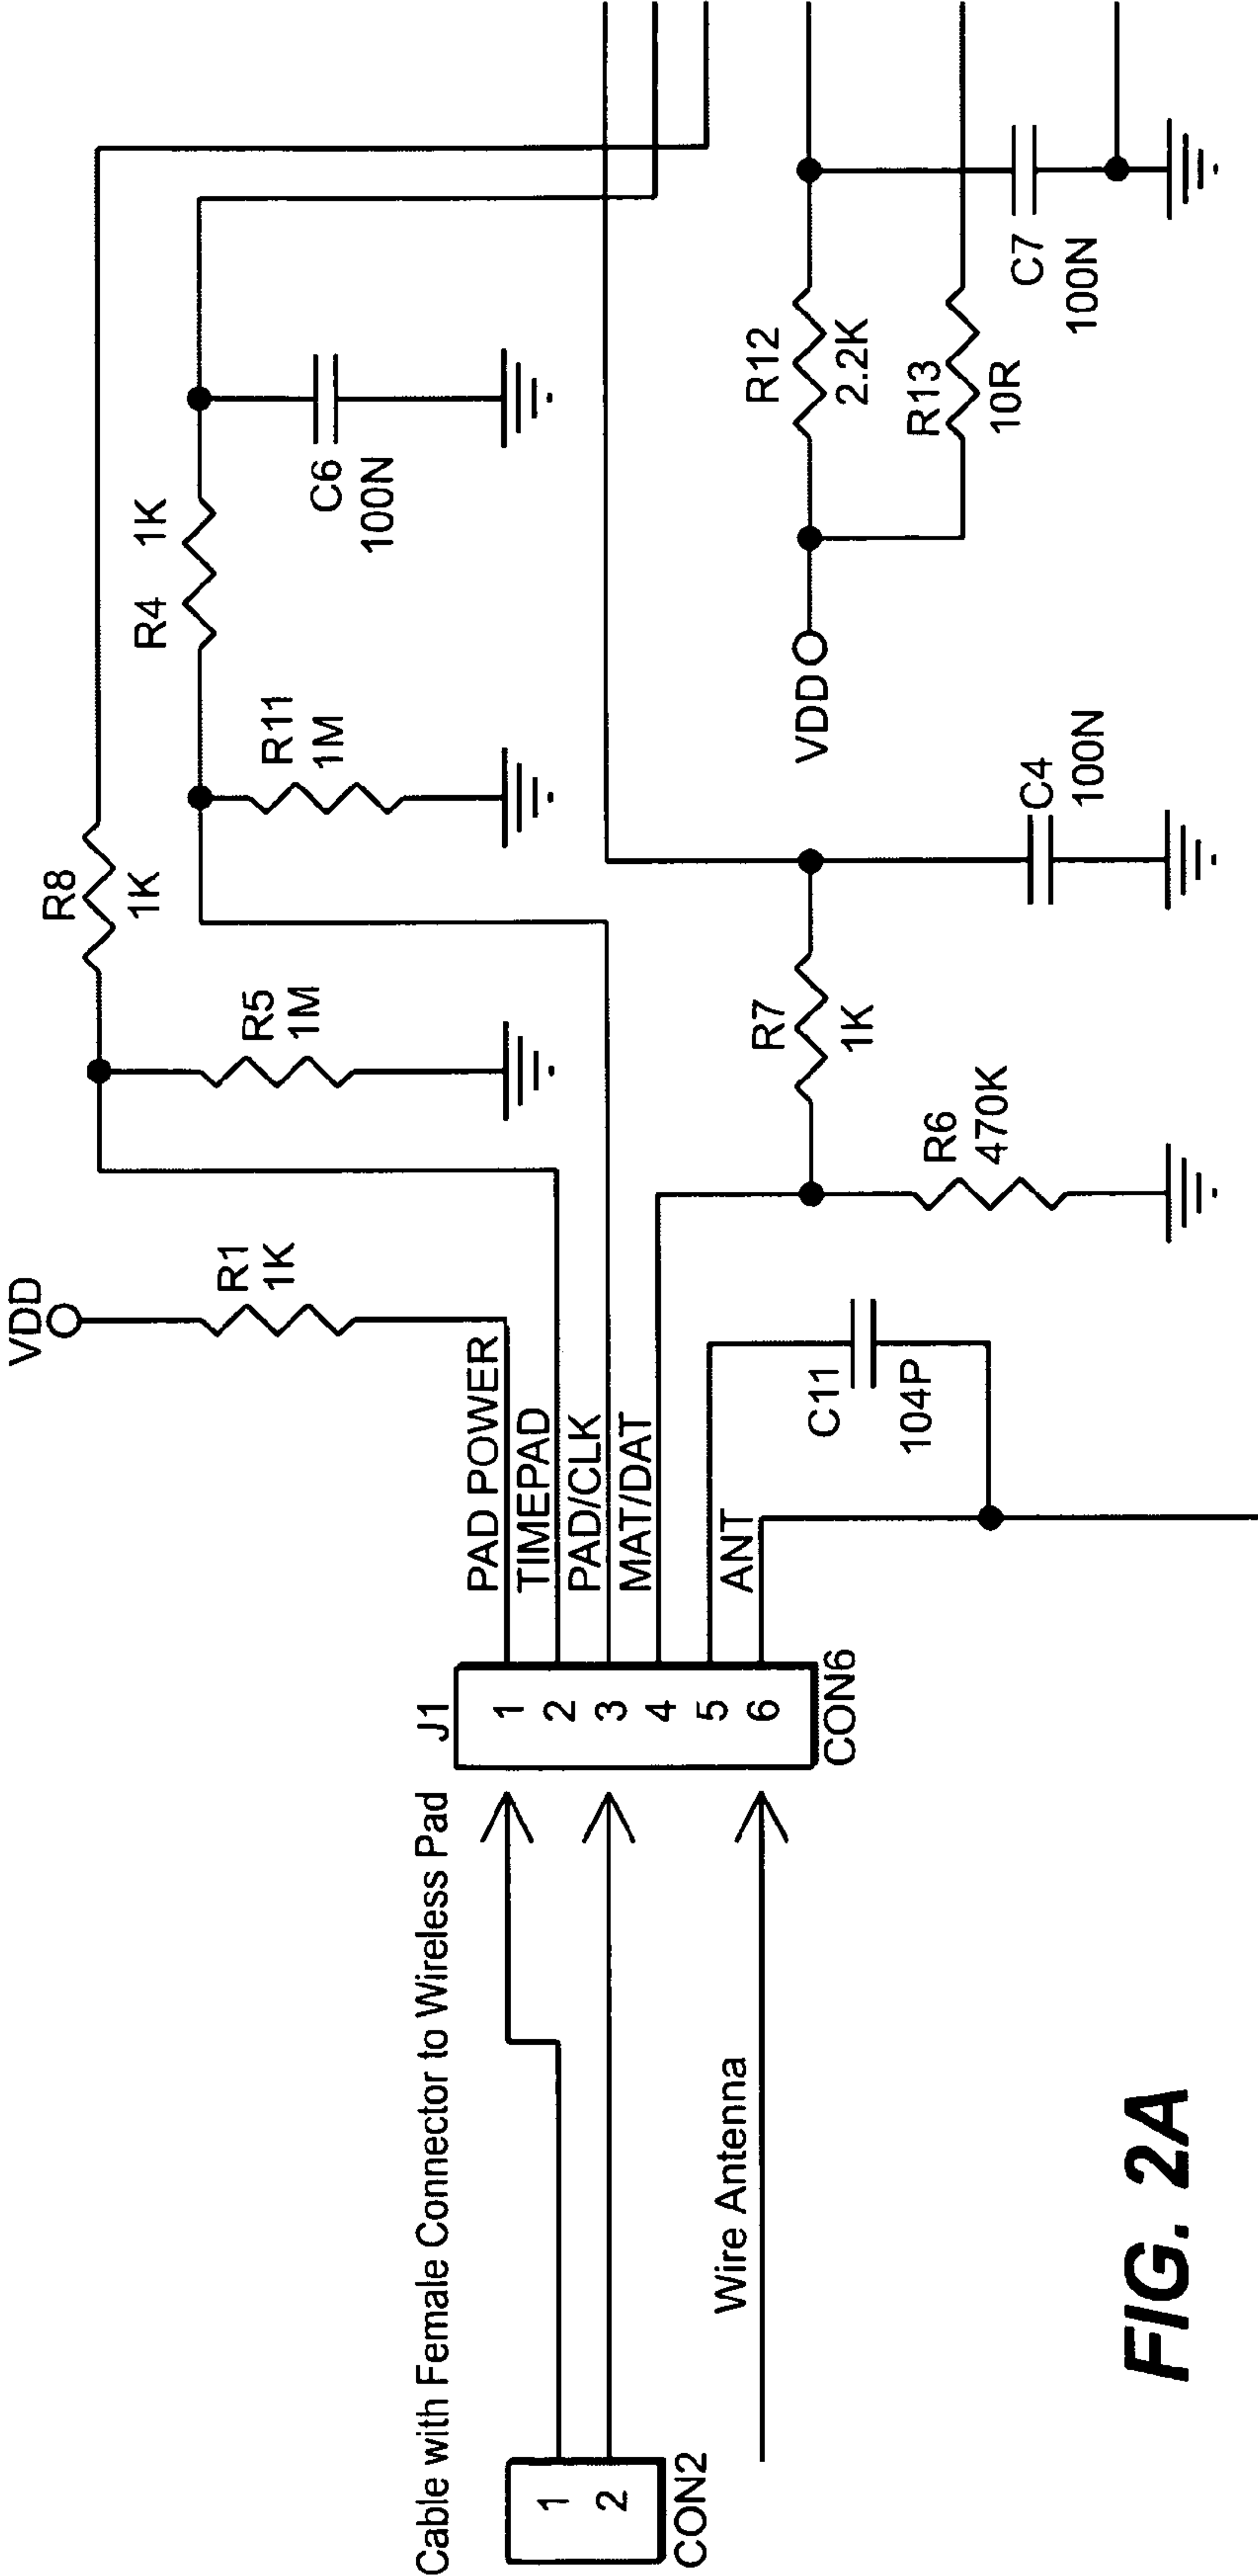 Cable with Female Connector to Wireless Pad
1
2
CON2
Wire Antenna
J1
1
2
3
4
5
6
CON6
PAD POWER
TIMEPAD
PAD/CLK
MAT/DAT
ANT
VDD
R1
1K
C11
104P
R5
1M
R8
1K
R6
470K
R7
1K
R11
1M
R4 1K
C4
100N
VDD
C6
100N
R12
2.2K
R13
10R
C7
100N
FIG. 2A